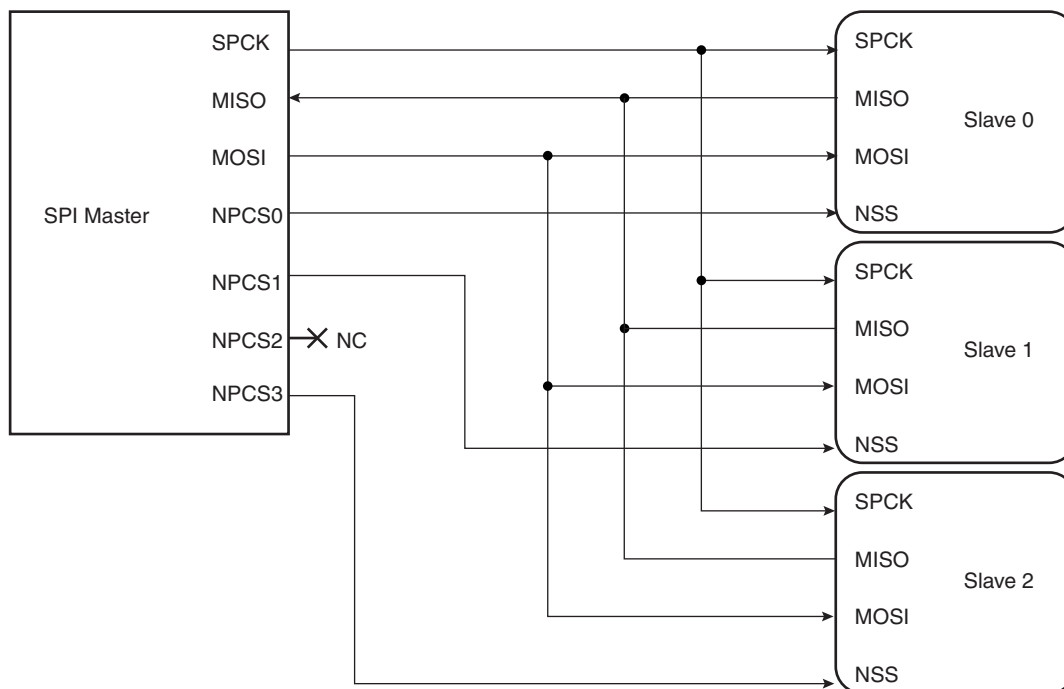 SPI Master
SPCK
MISO
MOSI
NPCS0
NPCS1
NPCS2
NC
NPCS3
SPCK
MISO
Slave 0
MOSI
NSS
SPCK
MISO
Slave 1
MOSI
NSS
SPCK
MISO
Slave 2
MOSI
NSS